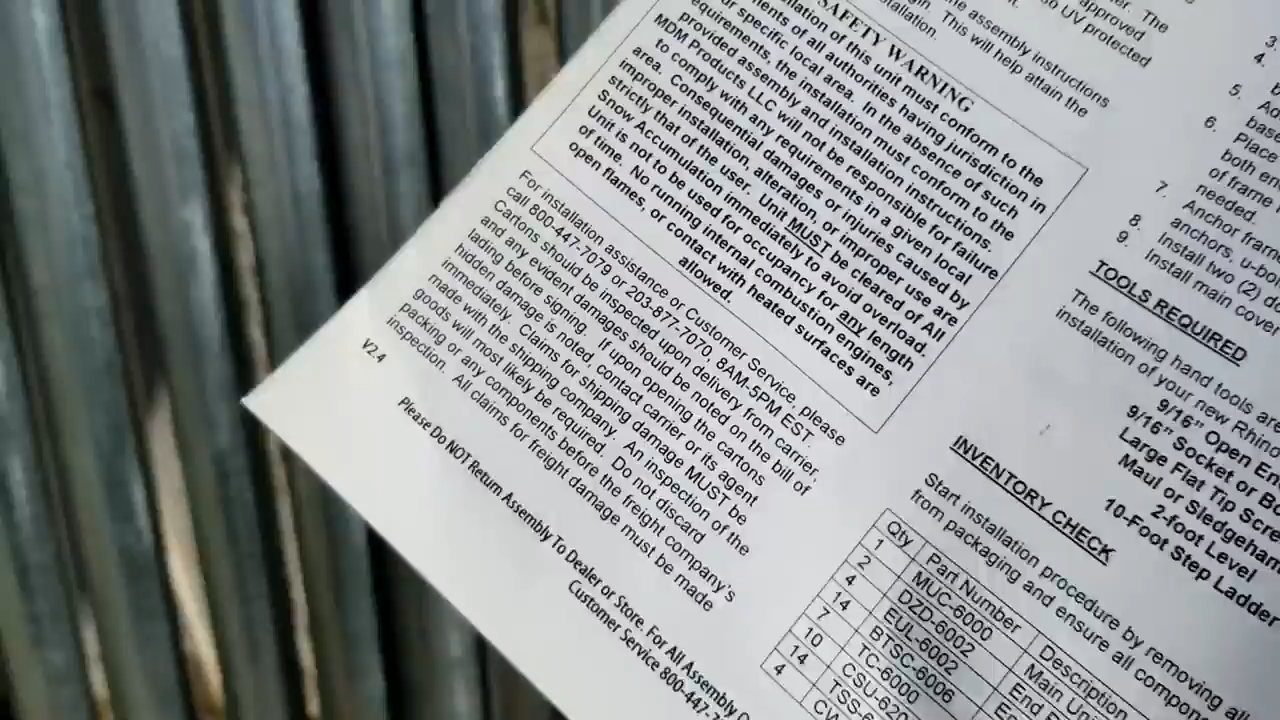 approved
UV protected
the assembly instructions
This will help attain the
SAFETY WARNING
of this unit must conform to the
of all authorities having jurisdiction in
specific local area. In the absence of such
requirements, the installation must conform to the
provided assembly and installation instructions.
MDM Products LLC will not be responsible for failure
to comply with any requirements in a given local
area. Consequential damages or injuries caused by
improper installation, alteration, or improper use are
strictly that of the user. Unit MUST be cleared of All
Snow Accumulation immediately to avoid overload.
Unit is not to be used for occupancy for any length
of time. No running internal combustion engines,
open flames, or contact with heated surfaces are
allowed.
For installation assistance or Customer Service, please
call 800-447-7079 or 203-877-7070, 8AM-5PM EST.
Cartons should be inspected upon delivery from carrier,
and any evident damages should be noted on the bill of
lading before signing. If upon opening the cartons
hidden damage is noted, contact carrier or its agent
immediately. Claims for shipping damage MUST be
made with the shipping company. An inspection of the
goods will most likely be required. Do not discard
packing or any components before the freight company's
inspection. All claims for freight damage must be made
V2.4
Please Do NOT Return Assembly To Dealer or Store. For All Assembly
Customer Service 800-447-7
3.
4.
5.
base
6. Place
both
of frame
7. needed.
Anchor frame
8. anchors, u-bo
9. Install two (2)
Install main cover
TOOLS REQUIRED
The following hand tools are
installation of your new Rhino
9/16" Open En
9/16" Socket or Bo
Large Flat Tip Scre
Maul or Sledgeham
2-foot Level
10-Foot Step Ladder
INVENTORY CHECK
Start installation procedure by removing all
from packaging and ensure all compone
Qty Part Number Description
1 MUC-6000 Main Un
2 DZD-6002 End
4 EUL-6002
14 BTSC-6006
7 TC-6000
10 CSU-620
14 TSS-6
4 CW